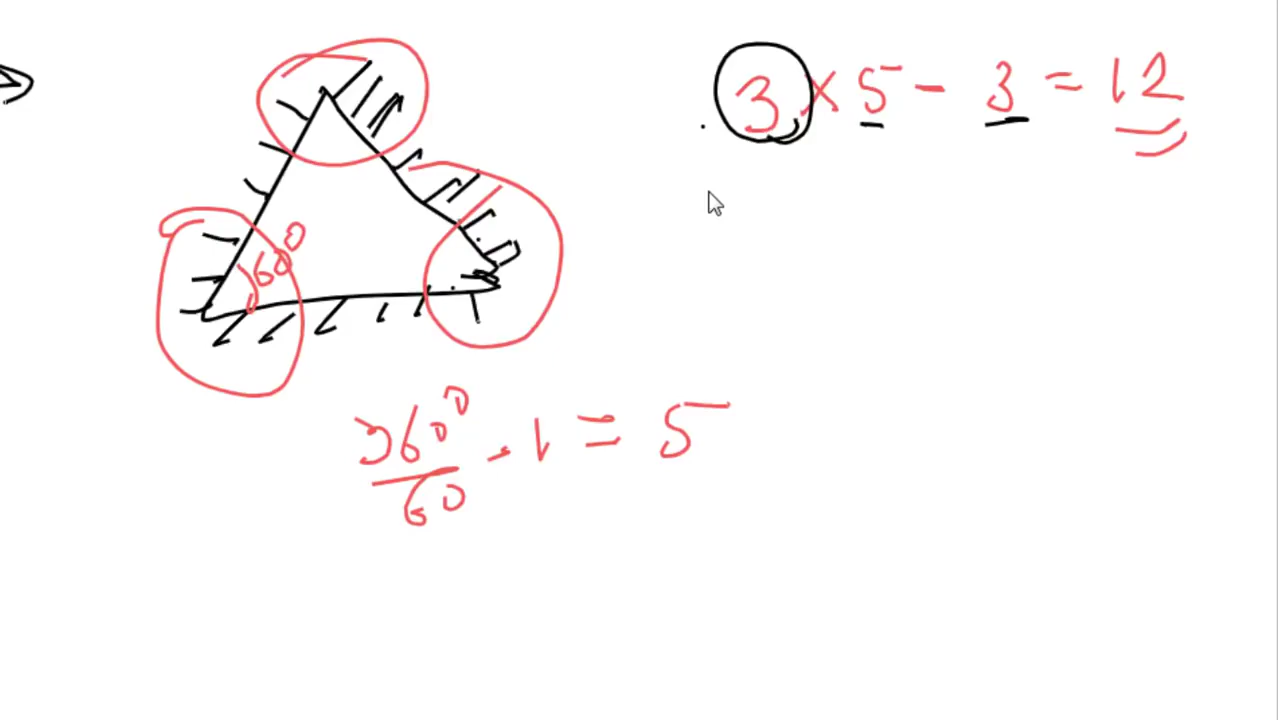 3 × 5 - 3 = 12
60°
360°/60 - 1 = 5